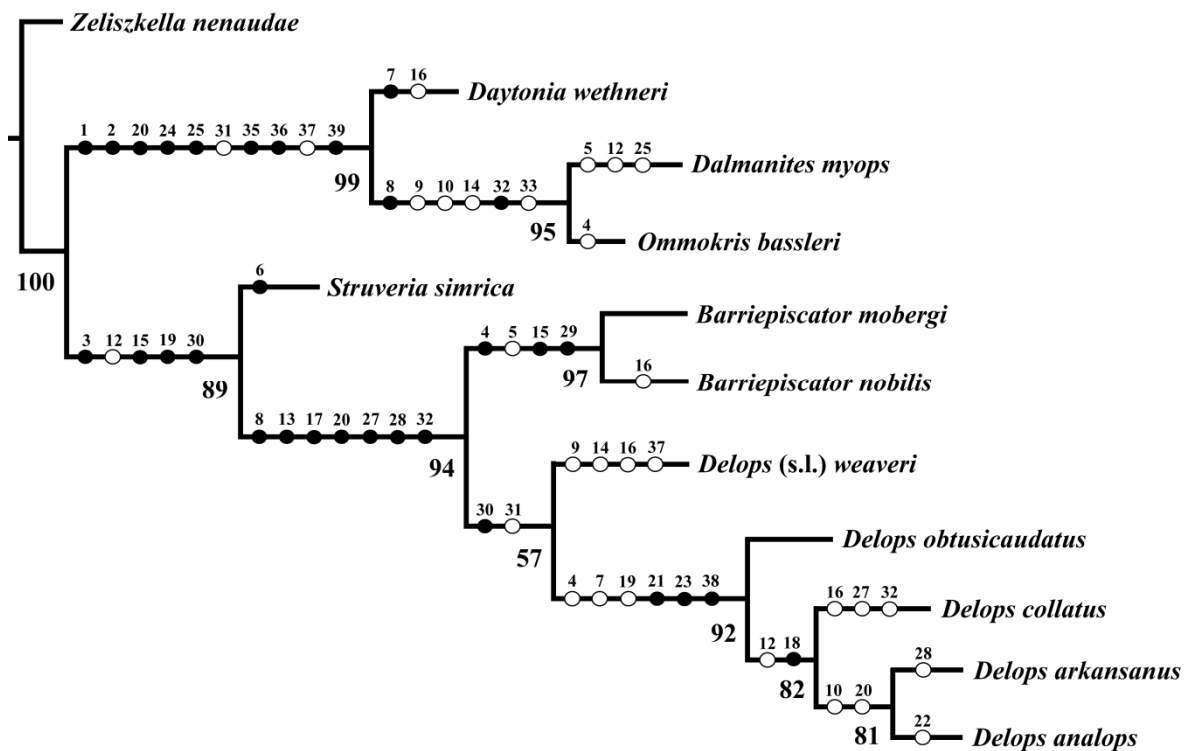 Zeliszkella nenaudae
7 16
Daytonia wethneri
1 2 20 24 25 31 35 36 37 39
5 12 25
Dalmanites myops
99
8 9 10 14 32 33
4
95
Ommokris bassleri
100
6
Struveria simrica
Barriepiscator mobergi
3 12 15 19 30
4 5 15 29
89
97
16
Barriepiscator nobilis
8 13 17 20 27 28 32
94
9 14 16 37
Delops (s.l.) weaveri
30 31
57
Delops obtusicaudatus
4 7 19 21 23 38
16 27 32
Delops collatus
92
12 18
28
Delops arkansanus
82
10 20
81
22
Delops analops